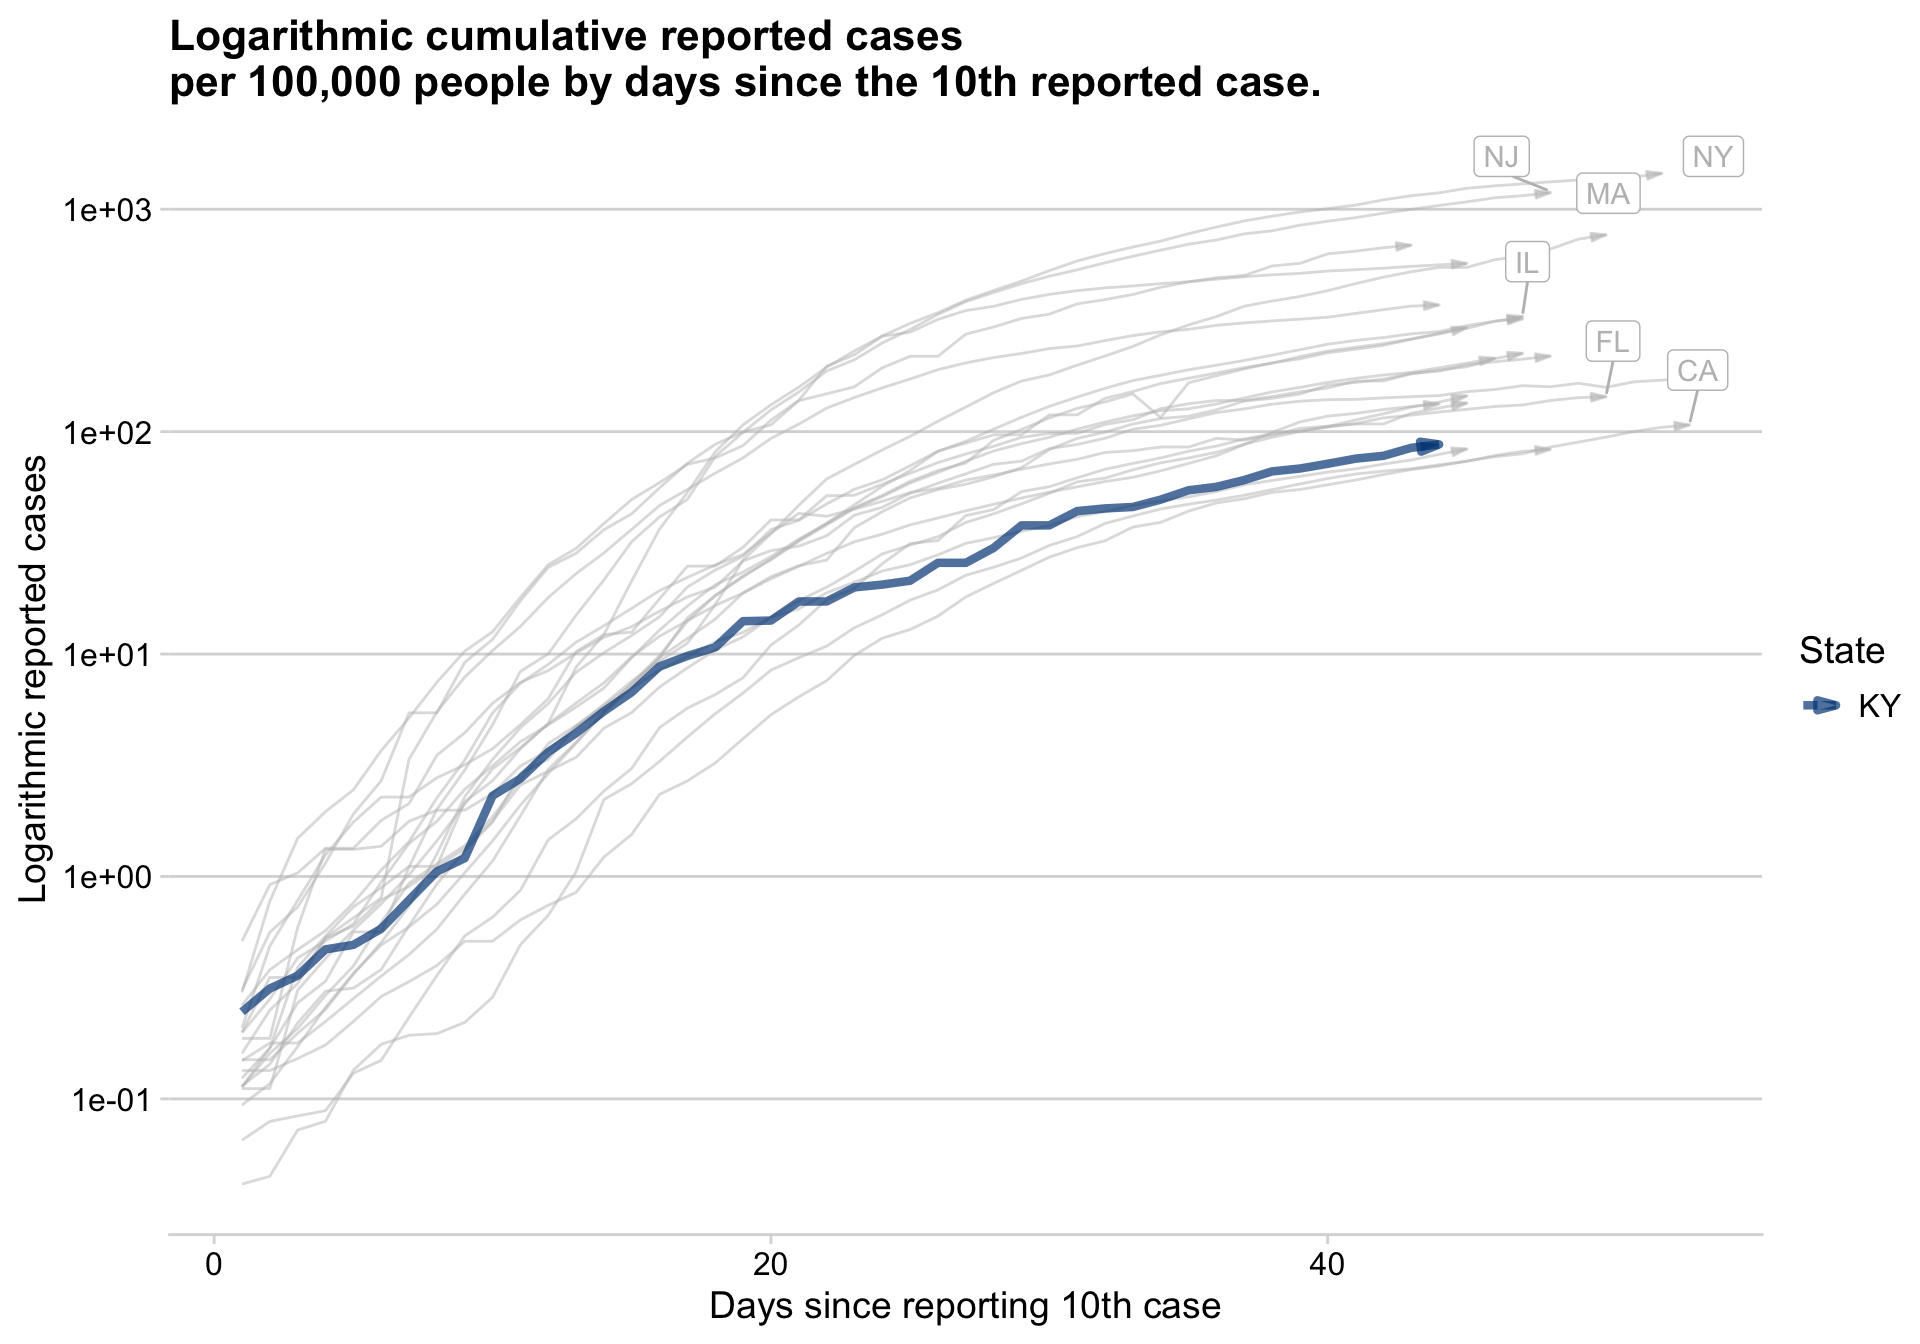 Logarithmic cumulative reported cases
per 100,000 people by days since the 10th reported case.
NJ
NY
MA
IL
FL
CA
1e+03
1e+02
1e+01
1e+00
1e-01
Logarithmic reported cases
0
20
40
Days since reporting 10th case
State
KY